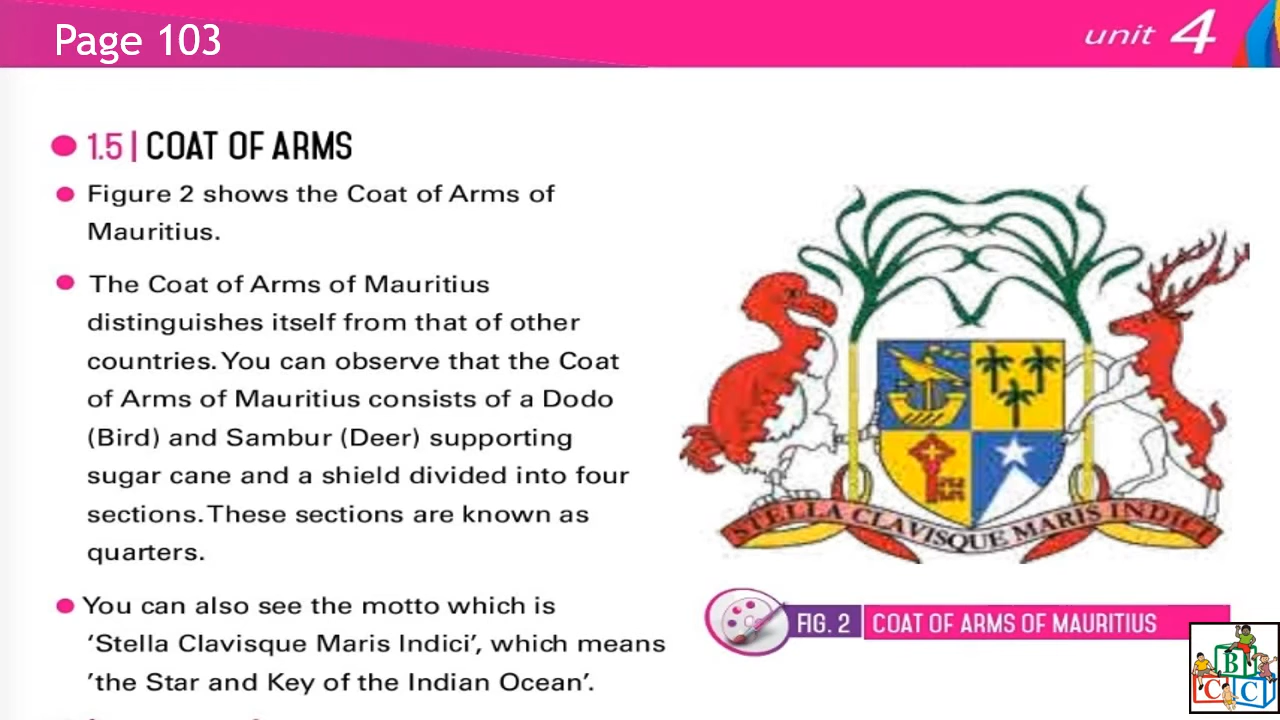 Page 103
unit 4
1.5 | COAT OF ARMS
Figure 2 shows the Coat of Arms of
Mauritius.
The Coat of Arms of Mauritius
distinguishes itself from that of other
countries. You can observe that the Coat
of Arms of Mauritius consists of a Dodo
(Bird) and Sambur (Deer) supporting
sugar cane and a shield divided into four
sections. These sections are known as
quarters.
You can also see the motto which is
‘Stella Clavisque Maris Indici’, which means
’the Star and Key of the Indian Ocean’.
STELLA CLAVISQUE MARIS INDICI
FIG. 2 COAT OF ARMS OF MAURITIUS
B
C C